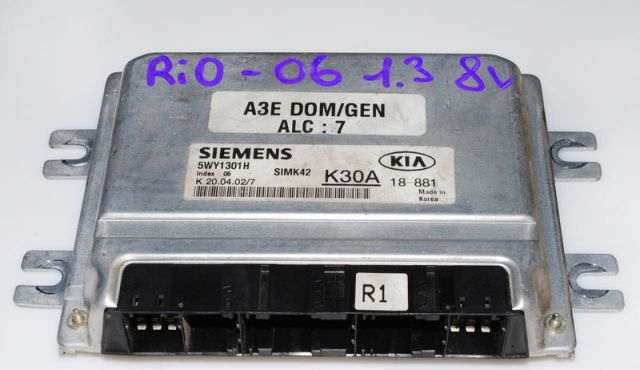 RiO - 06 1.3 8v
A3E DOM/GEN
ALC : 7
SIEMENS
5WY1301H
Index 06 SIMK42
K 20.04.02/7
KIA
K30A 18 881
Made in
Korea
R1